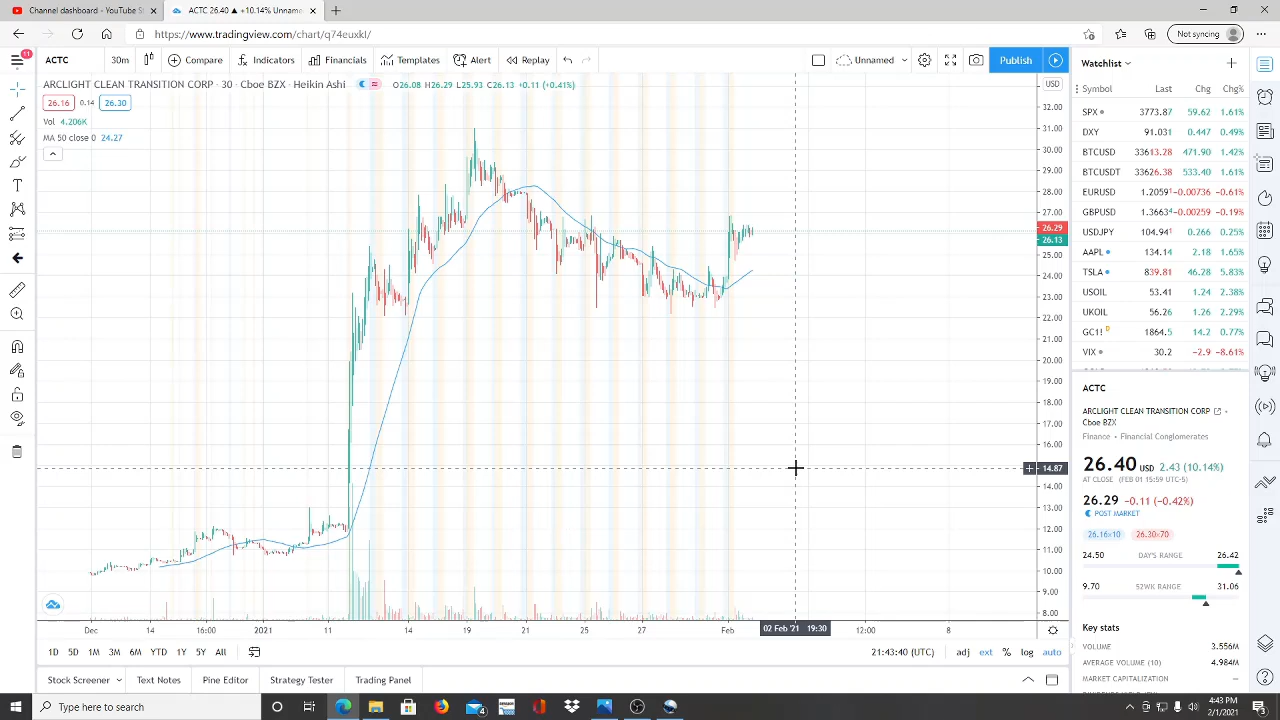 Channel dashboard - YouTube St
ACTC 26.40 ▲ +10.14% Unnamed
https://www.tradingview.com/chart/q74euxkl/
Not syncing
11
ACTC
Compare
Indicators
Financials
Templates
Alert
Replay
Unnamed
Publish
ARCLIGHT CLEAN TRANSITION CORP · 30 · Cboe BZX · Heikin Ashi
O26.08 H26.29 L25.93 C26.13 +0.11 (+0.41%)
26.16 0.14 26.30
Vol 4.206K
MA 50 close 0 24.27
USD
32.00
31.00
30.00
29.00
28.00
27.00
26.29
26.13
25.00
24.00
23.00
22.00
21.00
20.00
19.00
18.00
17.00
16.00
14.87
14.00
13.00
12.00
11.00
10.00
9.00
8.00
Dec 14 16:00 2021 11 14 19 21 25 27 Feb 02 Feb '21 19:30 12:00 8
1D 5D 1M 3M 6M YTD 1Y 5Y All
21:43:40 (UTC) adj ext % log auto
Stock Screener Text Notes Pine Editor Strategy Tester Trading Panel
Watchlist
Symbol Last Chg Chg%
SPX 3773.87 59.62 1.61%
DXY 91.031 0.447 0.49%
BTCUSD 33613.28 471.90 1.42%
BTCUSDT 33626.38 533.40 1.61%
EURUSD 1.20591 −0.00736 −0.61%
GBPUSD 1.36634 −0.00259 −0.19%
USDJPY 104.941 0.266 0.25%
AAPL 134.14 2.18 1.65%
TSLA 839.81 46.28 5.83%
USOIL 53.41 1.24 2.38%
UKOIL 56.26 1.26 2.29%
GC1! D 1864.5 14.2 0.77%
VIX 30.2 −2.9 −8.61%
ACTC
ARCLIGHT CLEAN TRANSITION CORP ·
Cboe BZX
Finance · Financial Conglomerates
26.40 USD 2.43 (10.14%)
AT CLOSE (FEB 01 15:59 UTC-5)
26.29 −0.11 (−0.42%)
POST MARKET
26.16×10 26.30×70
24.50 DAY'S RANGE 26.42
9.70 52WK RANGE 31.06
Key stats
VOLUME 3.556M
AVERAGE VOLUME (10) 4.984M
MARKET CAPITALIZATION —
Type here to search
4
4:43 PM
2/1/2021